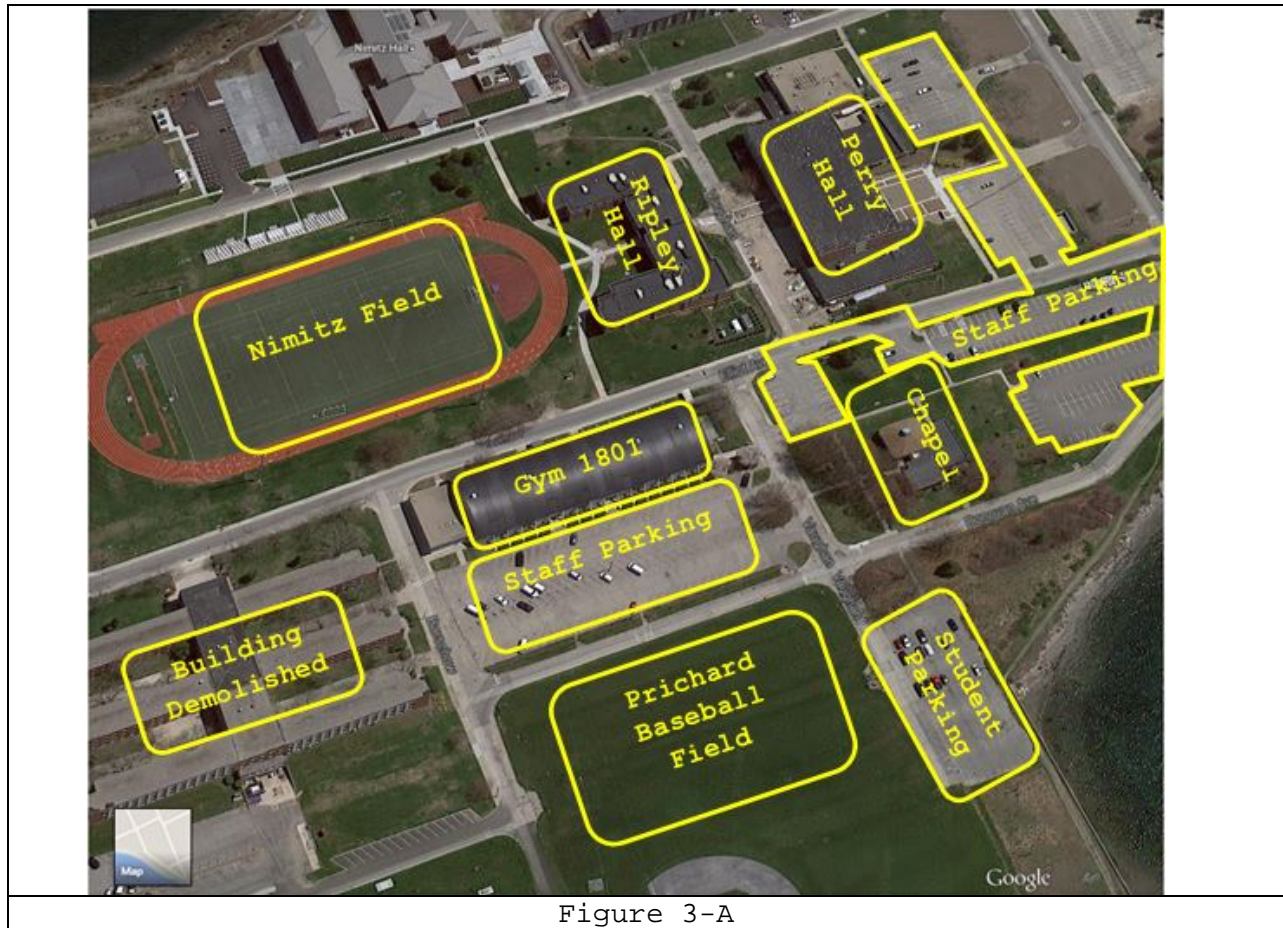 Nimitz Hall
Perry
Hall
Ripley
Hall
Nimitz Field
Staff Parking
Chapel
Gym 1801
Staff Parking
Building
Demolished
Prichard
Baseball
Field
Student
Parking
Map
Google
Figure 3-A